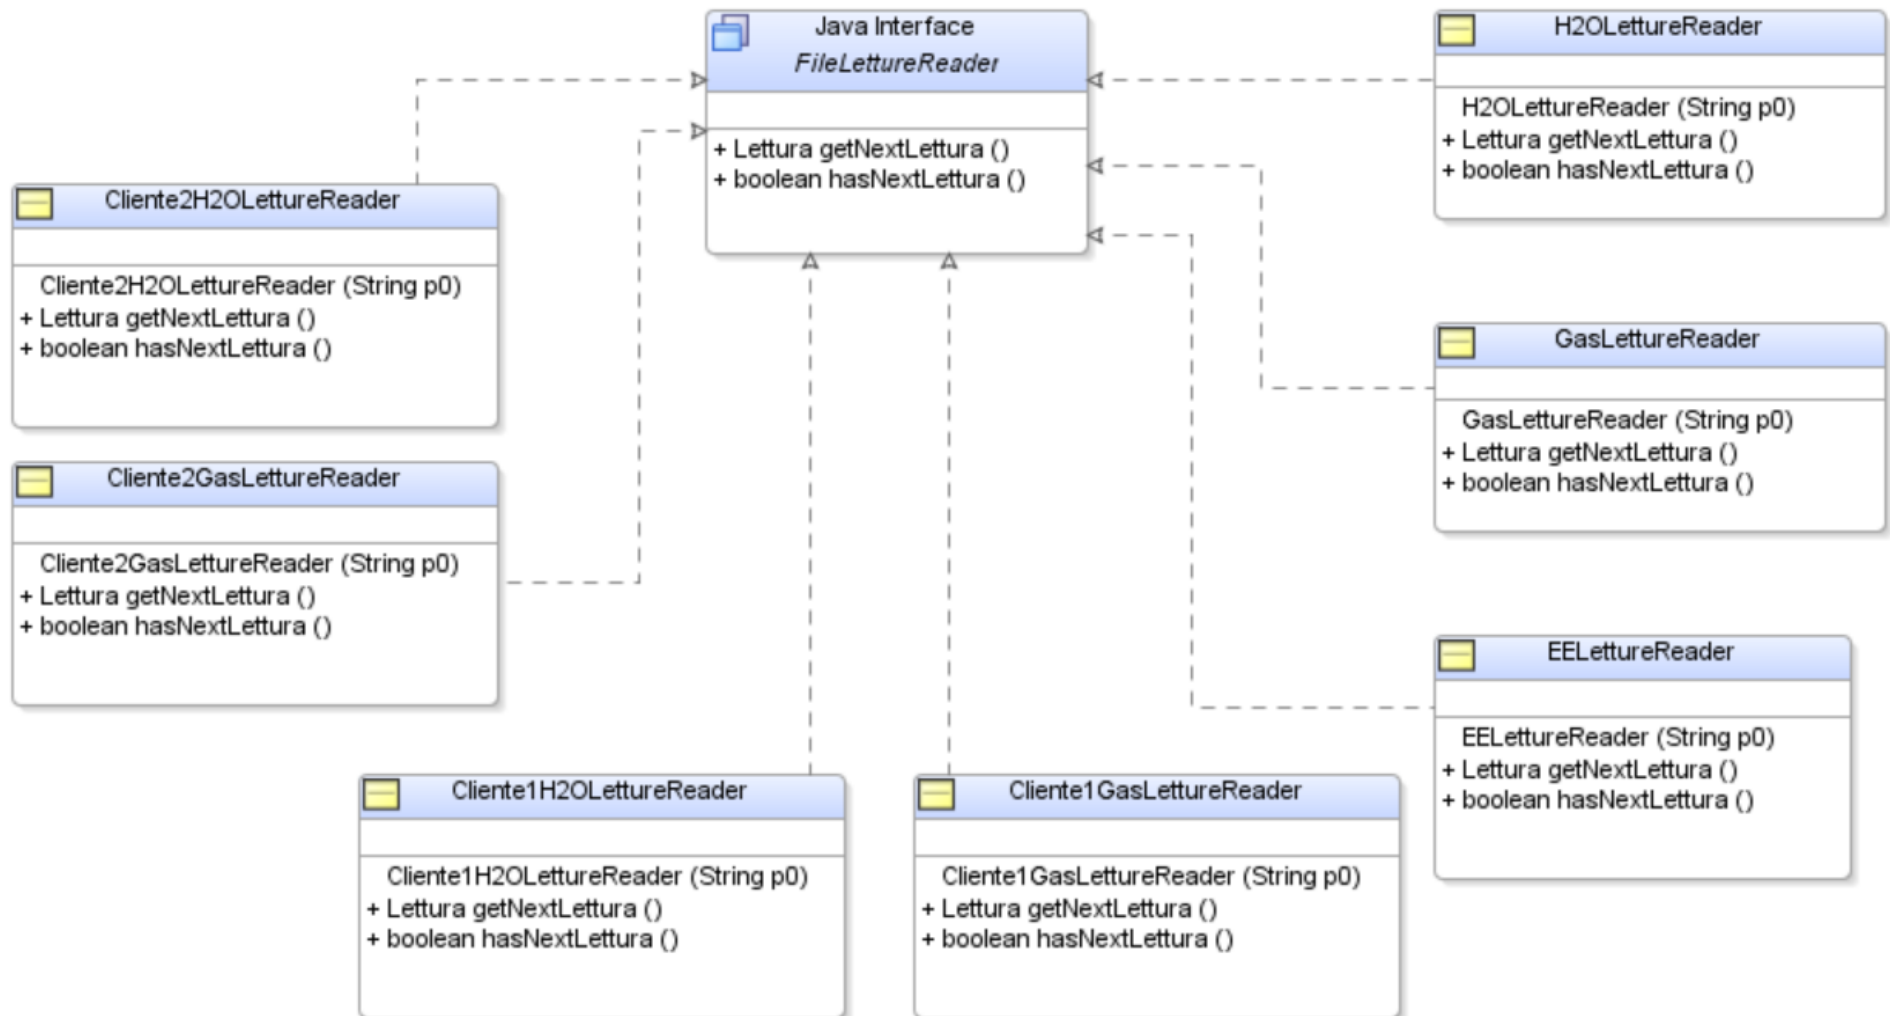 Java Interface
FileLettureReader
+ Lettura getNextLettura ()
+ boolean hasNextLettura ()
H2OLettureReader
H2OLettureReader (String p0)
+ Lettura getNextLettura ()
+ boolean hasNextLettura ()
Cliente2H2OLettureReader
Cliente2H2OLettureReader (String p0)
+ Lettura getNextLettura ()
+ boolean hasNextLettura ()
GasLettureReader
GasLettureReader (String p0)
+ Lettura getNextLettura ()
+ boolean hasNextLettura ()
Cliente2GasLettureReader
Cliente2GasLettureReader (String p0)
+ Lettura getNextLettura ()
+ boolean hasNextLettura ()
EELettureReader
EELettureReader (String p0)
+ Lettura getNextLettura ()
+ boolean hasNextLettura ()
Cliente1H2OLettureReader
Cliente1H2OLettureReader (String p0)
+ Lettura getNextLettura ()
+ boolean hasNextLettura ()
Cliente1GasLettureReader
Cliente1GasLettureReader (String p0)
+ Lettura getNextLettura ()
+ boolean hasNextLettura ()